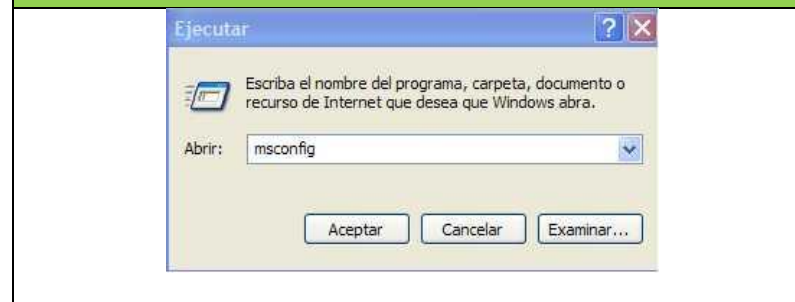 Ejecutar
Escriba el nombre del programa, carpeta, documento o
recurso de Internet que desea que Windows abra.
Abrir: msconfig
Aceptar Cancelar Examinar...